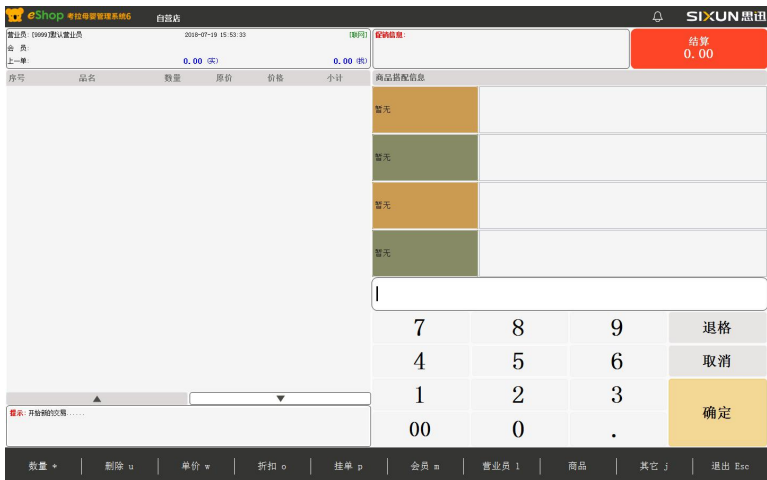 eShop 考拉母婴管理系统6 自营店 SIXUN 思迅
营业员: [9999]默认营业员 2018-07-19 15:53:33 [联网]
会 员:
上一单: 0.00 (实) 0.00 (找)
促销信息:
结算
0.00
序号 品名 数量 原价 价格 小计
商品搭配信息
暂无
暂无
暂无
暂无
7 8 9 退格
4 5 6 取消
1 2 3
00 0 . 确定
▲ ▼
提示: 开始新的交易......
数量 * 删除 u 单价 w 折扣 o 挂单 p 会员 m 营业员 l 商品 其它 j 退出 Esc